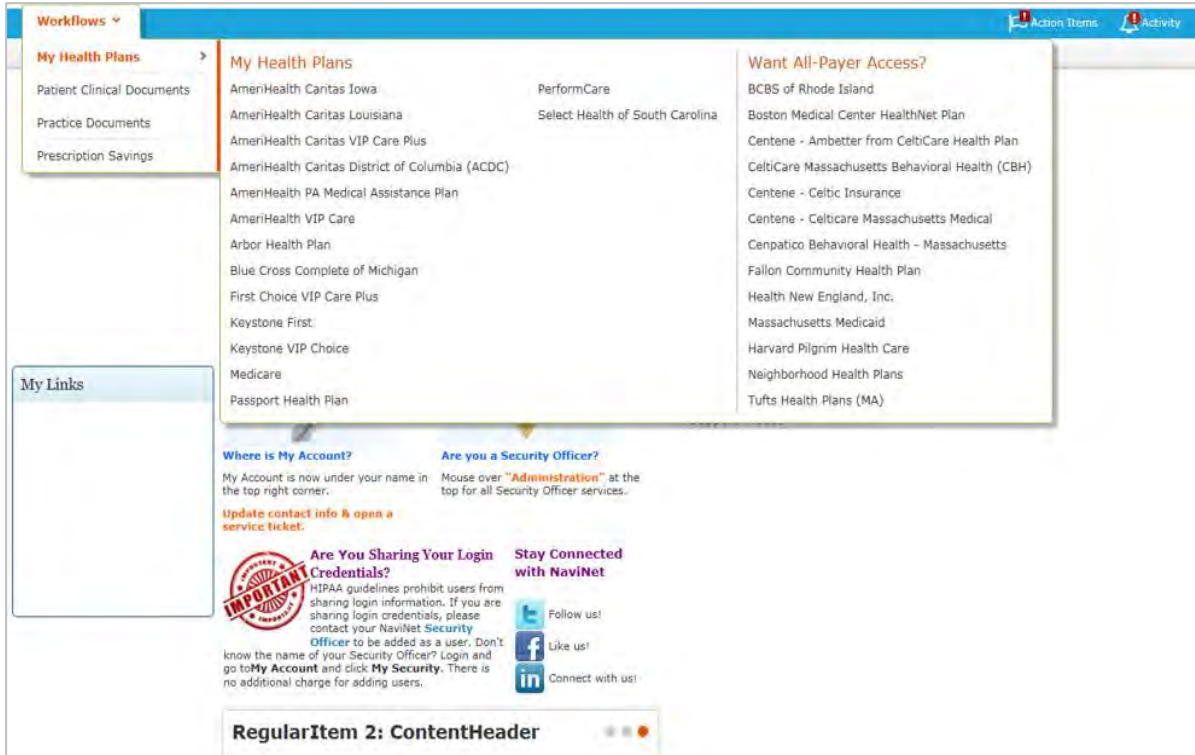 Workflows
Action Items
Activity
My Health Plans
Patient Clinical Documents
Practice Documents
Prescription Savings
My Health Plans
AmeriHealth Caritas Iowa
AmeriHealth Caritas Louisiana
AmeriHealth Caritas VIP Care Plus
AmeriHealth Caritas District of Columbia (ACDC)
AmeriHealth PA Medical Assistance Plan
AmeriHealth VIP Care
Arbor Health Plan
Blue Cross Complete of Michigan
First Choice VIP Care Plus
Keystone First
Keystone VIP Choice
Medicare
Passport Health Plan
PerformCare
Select Health of South Carolina
Want All-Payer Access?
BCBS of Rhode Island
Boston Medical Center HealthNet Plan
Centene - Ambetter from CeltiCare Health Plan
CeltiCare Massachusetts Behavioral Health (CBH)
Centene - Celtic Insurance
Centene - Celticare Massachusetts Medical
Cenpatico Behavioral Health - Massachusetts
Fallon Community Health Plan
Health New England, Inc.
Massachusetts Medicaid
Harvard Pilgrim Health Care
Neighborhood Health Plans
Tufts Health Plans (MA)
My Links
Where is My Account?
My Account is now under your name in
the top right corner.
Update contact info & open a
service ticket.
Are you a Security Officer?
Mouse over "Administration" at the
top for all Security Officer services.
IMPORTANT
IMPORTANT
IMPORTANT
Are You Sharing Your Login
Credentials?
HIPAA guidelines prohibit users from
sharing login information. If you are
sharing login credentials, please
contact your NaviNet Security
Officer to be added as a user. Don't
know the name of your Security Officer? Login and
go toMy Account and click My Security. There is
no additional charge for adding users.
Stay Connected
with NaviNet
Follow us!
Like us!
Connect with us!
RegularItem 2: ContentHeader